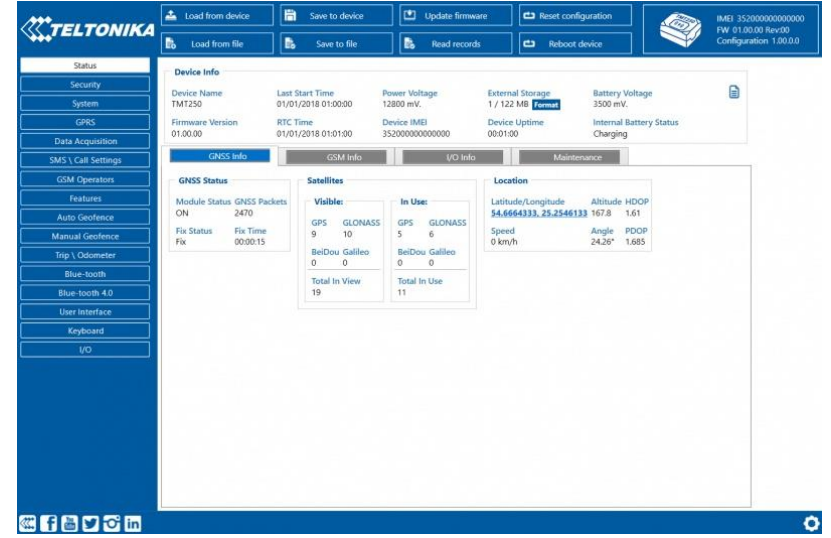 TELTONIKA
Load from device
Save to device
Update firmware
Reset configuration
Load from file
Save to file
Read records
Reboot device
IMEI 352000000000000
FW 01.00.00 Rev:00
Configuration 1.00.0.0
Status
Security
System
GPRS
Data Acquisition
SMS \ Call Settings
GSM Operators
Features
Auto Geofence
Manual Geofence
Trip \ Odometer
Blue-tooth
Blue-tooth 4.0
User Interface
Keyboard
I/O
Device Info
Device Name Last Start Time Power Voltage External Storage Battery Voltage
TMT250 01/01/2018 01:00:00 12800 mV. 1 / 122 MB Format 3500 mV.
Firmware Version RTC Time Device IMEI Device Uptime Internal Battery Status
01.00.00 01/01/2018 01:01:00 352000000000000 00:01:00 Charging
GNSS Info GSM Info I/O Info Maintenance
GNSS Status
Module Status GNSS Packets
ON 2470
Fix Status Fix Time
Fix 00:00:15
Satellites
Visible:
GPS GLONASS
9 10
BeiDou Galileo
0 0
Total In View
19
In Use:
GPS GLONASS
5 6
BeiDou Galileo
0 0
Total In Use
11
Location
Latitude/Longitude Altitude HDOP
54.6664333, 25.2546133 167.8 1.61
Speed Angle PDOP
0 km/h 24.26° 1.685